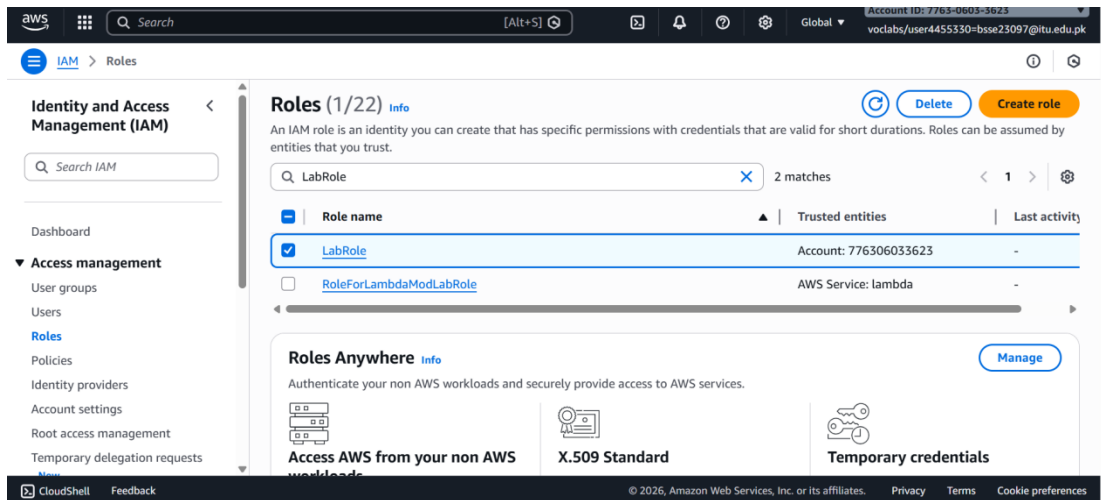 aws
Search
[Alt+S]
Global
Account ID: 7763-0603-3623
voclabs/user4455330=bsse23097@itu.edu.pk
IAM > Roles
Identity and Access
Management (IAM)
Search IAM
Dashboard
Access management
User groups
Users
Roles
Policies
Identity providers
Account settings
Root access management
Temporary delegation requests
New
Roles (1/22) Info
Delete
Create role
An IAM role is an identity you can create that has specific permissions with credentials that are valid for short durations. Roles can be assumed by
entities that you trust.
LabRole
2 matches
1
Role name
Trusted entities
Last activity
LabRole
Account: 776306033623
-
RoleForLambdaModLabRole
AWS Service: lambda
-
Roles Anywhere Info
Manage
Authenticate your non AWS workloads and securely provide access to AWS services.
Access AWS from your non AWS
workloads
X.509 Standard
Temporary credentials
CloudShell
Feedback
© 2026, Amazon Web Services, Inc. or its affiliates.
Privacy
Terms
Cookie preferences